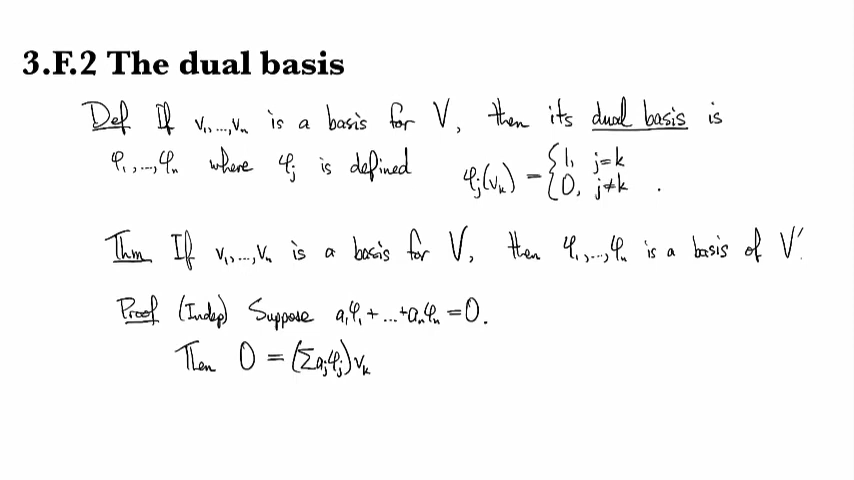 3.F.2 The dual basis
Def If v₁,...,vₙ is a basis for V, then its dual basis is
φ₁,...,φₙ where φⱼ is defined φⱼ(vₖ) = {1, j=k
{0, j≠k .
Thm If v₁,...,vₙ is a basis for V, then φ₁,...,φₙ is a basis of V'.
Proof (Indep) Suppose a₁φ₁+...+aₙφₙ=0.
Then 0 = (Σaⱼφⱼ)vₖ